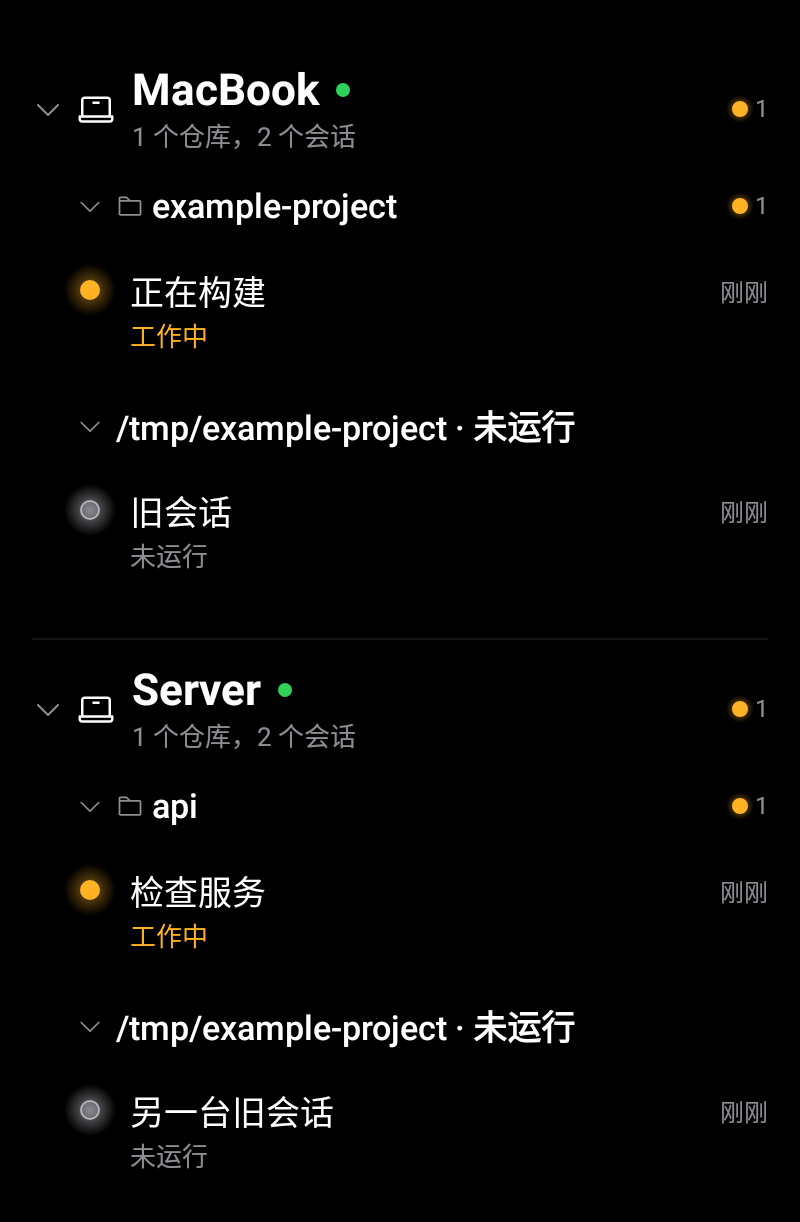 MacBook
1
1 个仓库，2 个会话
example-project
1
正在构建
刚刚
工作中
/tmp/example-project · 未运行
旧会话
刚刚
未运行
Server
1
1 个仓库，2 个会话
api
1
检查服务
刚刚
工作中
/tmp/example-project · 未运行
另一台旧会话
刚刚
未运行